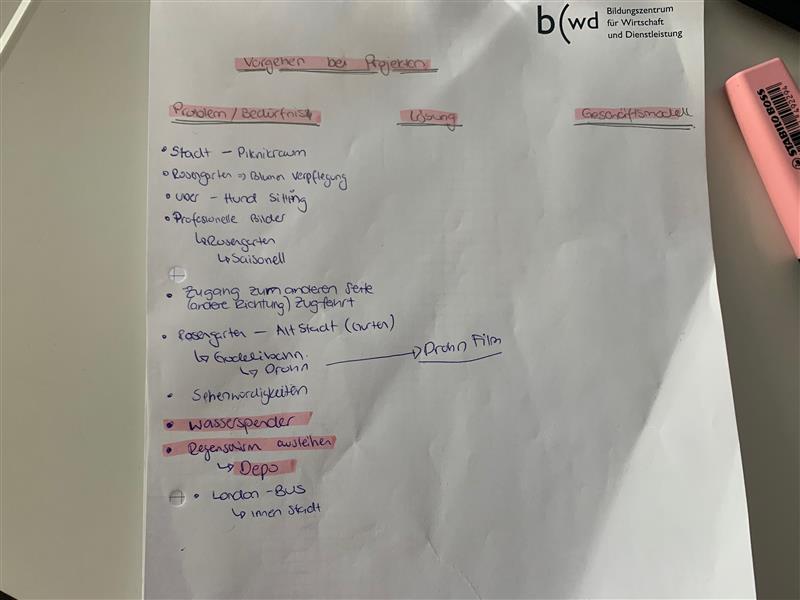 b(wd
Bildungszentrum
für Wirtschaft
und Dienstleistung
Vorgehen bei Projekten
Problem / Bedürfnis
Lösung
Geschäftsmodell
• Stadt – Piknikraum
• Rosengarten ⇒ Blumen Verpflegung
• Uber – Hund Sitting
• Profesionelle Bilder
↳ Rosengarten
↳ Saisonell
• Zugang zum anderen Seite
(andere Richtung) Zugfahrt
• Rosengarten – Alt Stadt (Garten)
↳ Gondelibahn.
↳ Drohn → Drohn Film
• Sehenwürdigkeiten
• Wasserspender
• Regenschirm ausleihen
↳ Depo
• London – BUS
↳ innen Stadt
STABILO BOSS